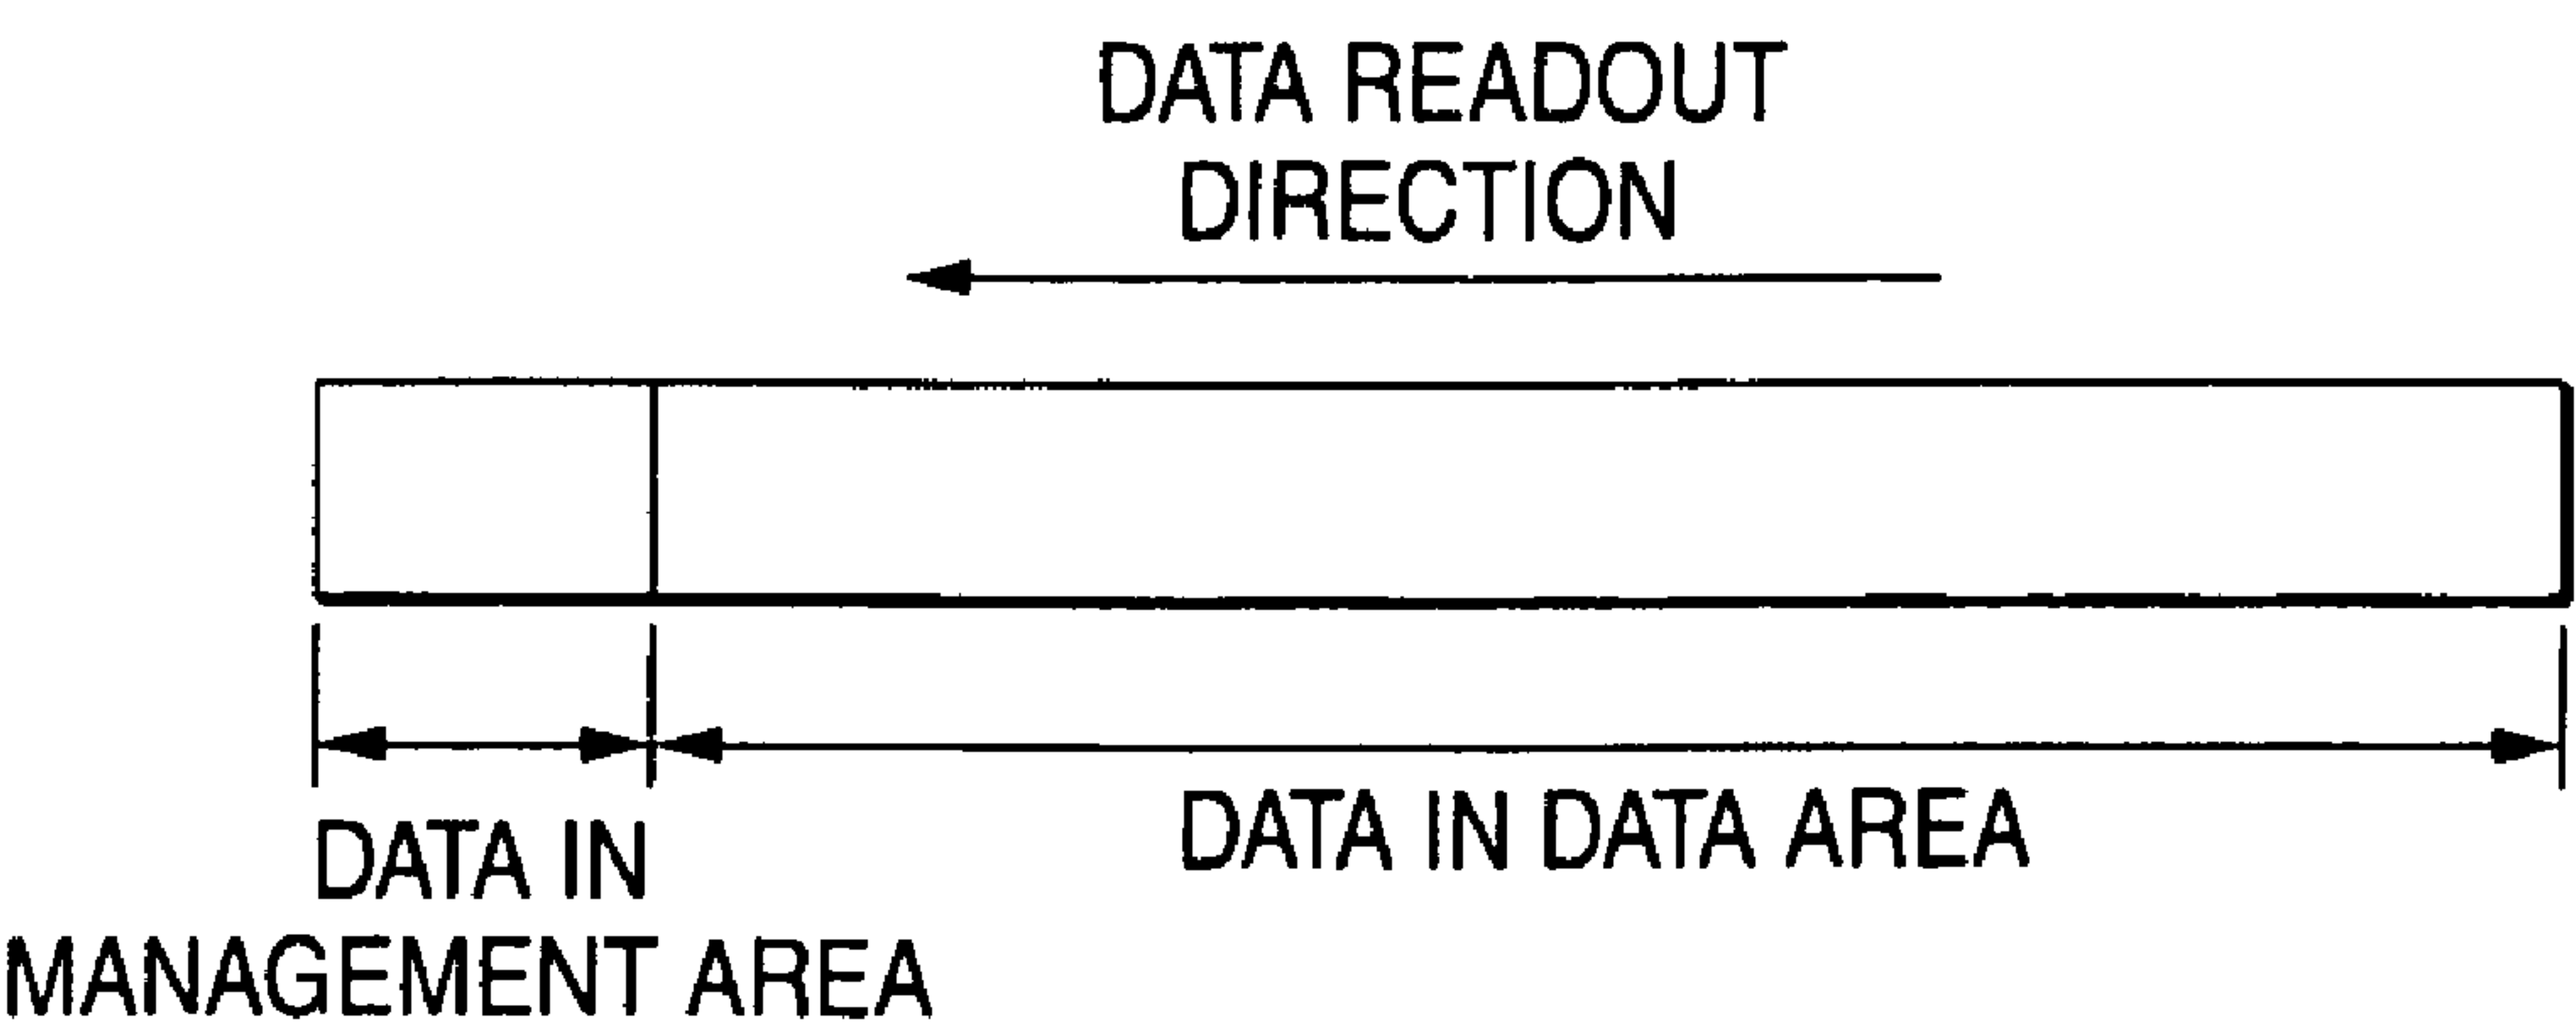 DATA READOUT
DIRECTION
DATA IN
MANAGEMENT AREA
DATA IN DATA AREA